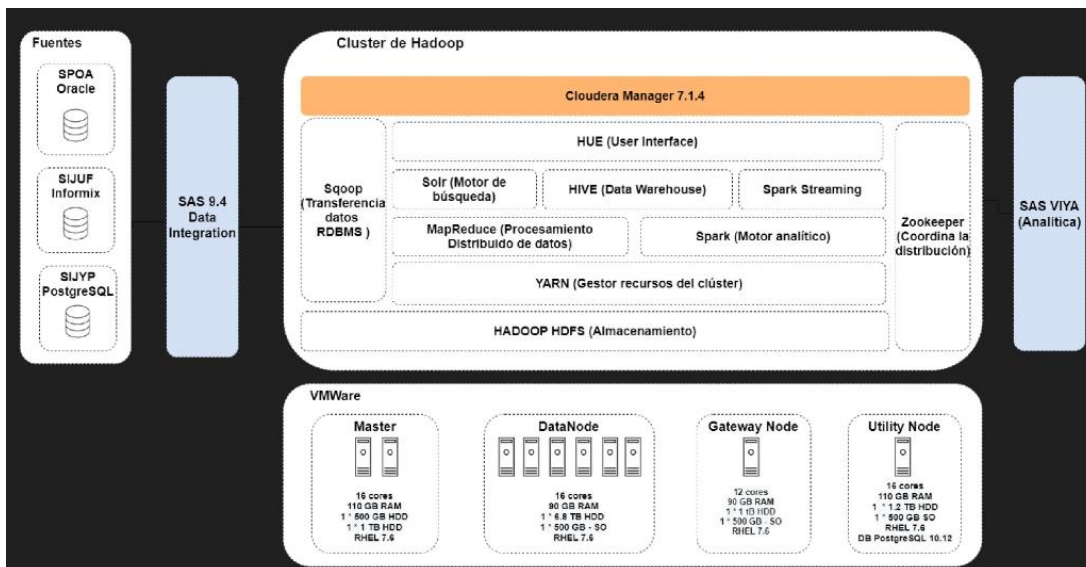 Fuentes
SPOA
Oracle
SIJUF
Informix
SIJYP
PostgreSQL
SAS 9.4
Data
Integration
Cluster de Hadoop
Cloudera Manager 7.1.4
Sqoop
(Transferencia
datos
RDBMS )
HUE (User Interface)
Solr (Motor de
búsqueda)
HIVE (Data Warehouse)
Spark Streaming
MapReduce (Procesamiento
Distribuido de datos)
Spark (Motor analítico)
YARN (Gestor recursos del clúster)
HADOOP HDFS (Almacenamiento)
Zookeeper
(Coordina la
distribución)
SAS VIYA
(Analítica)
VMWare
Master
16 cores
110 GB RAM
1 * 500 GB HDD
1 * 1 TB HDD
RHEL 7.6
DataNode
16 cores
90 GB RAM
1 * 6.8 TB HDD
1 * 500 GB - SO
RHEL 7.6
Gateway Node
12 cores
90 GB RAM
1 * 1 tB HDD
1 * 500 GB - SO
RHEL 7.6
Utility Node
16 cores
110 GB RAM
1 * 1.2 TB HDD
1 * 500 GB SO
RHEL 7.6
DB PostgreSQL 10.12